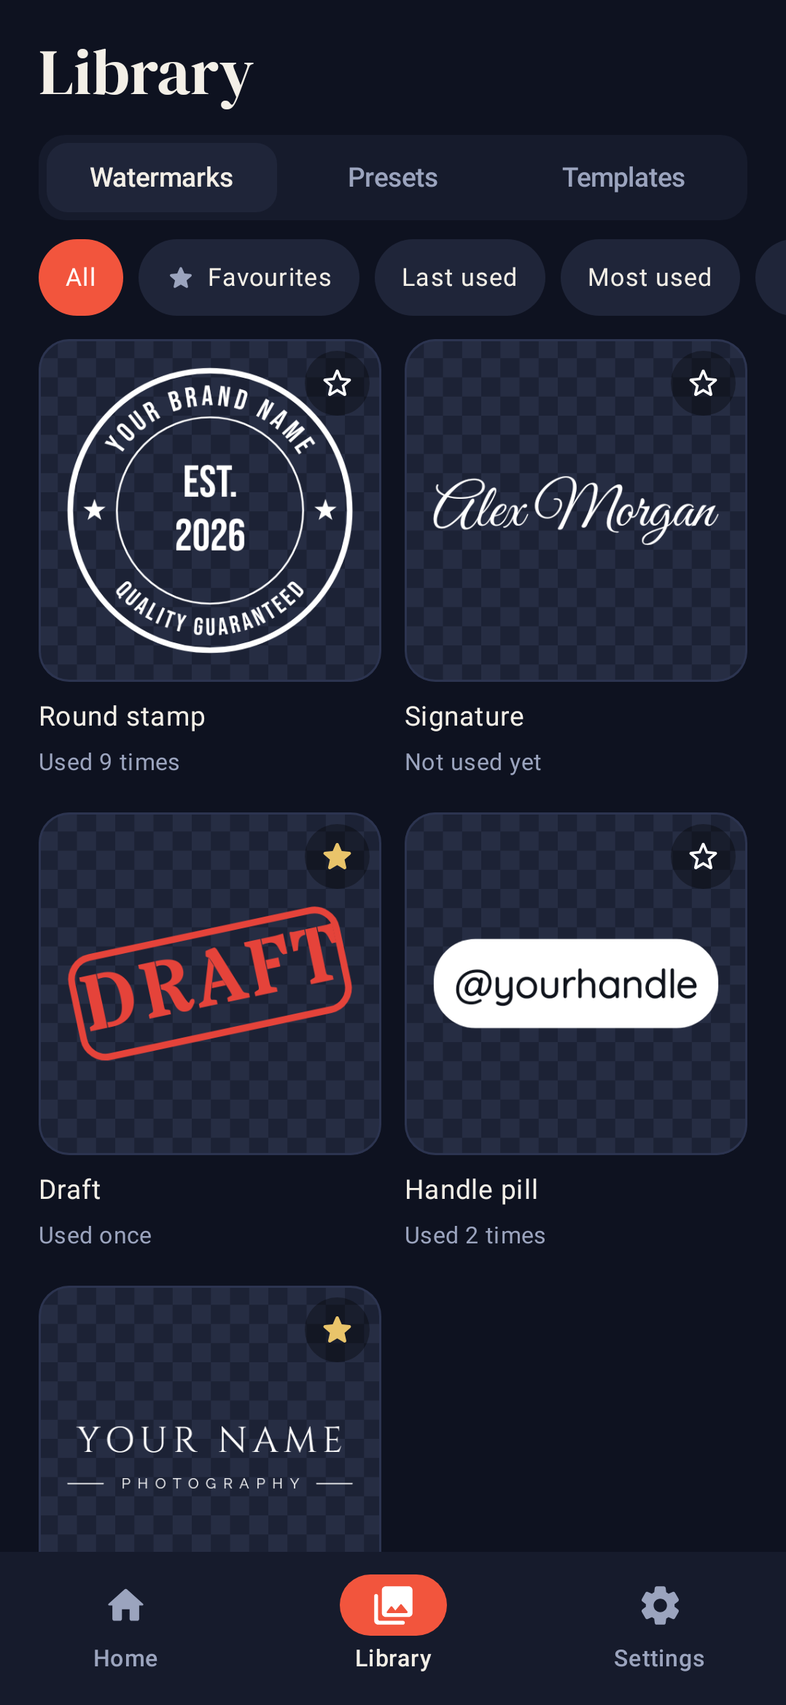 Library
Watermarks Presets Templates
All Favourites Last used Most used
YOUR BRAND NAME
EST.
2026
QUALITY GUARANTEED
Alex Morgan
Round stamp
Used 9 times
Signature
Not used yet
DRAFT
@yourhandle
Draft
Used once
Handle pill
Used 2 times
YOUR NAME
PHOTOGRAPHY
Home Library Settings